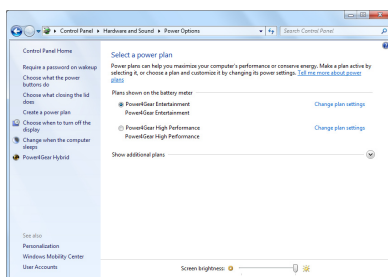 Control Panel ▸ Hardware and Sound ▸ Power Options
Search Control Panel
Control Panel Home
Require a password on wakeup
Choose what the power
buttons do
Choose what closing the lid
does
Create a power plan
Choose when to turn off the
display
Change when the computer
sleeps
Power4Gear Hybrid
See also
Personalization
Windows Mobility Center
User Accounts
Select a power plan
Power plans can help you maximize your computer's performance or conserve energy. Make a plan active by
selecting it, or choose a plan and customize it by changing its power settings. Tell me more about power
plans
Plans shown on the battery meter
Power4Gear Entertainment
Change plan settings
Power4Gear Entertainment
Power4Gear High Performance
Change plan settings
Power4Gear High Performance
Show additional plans
Screen brightness: